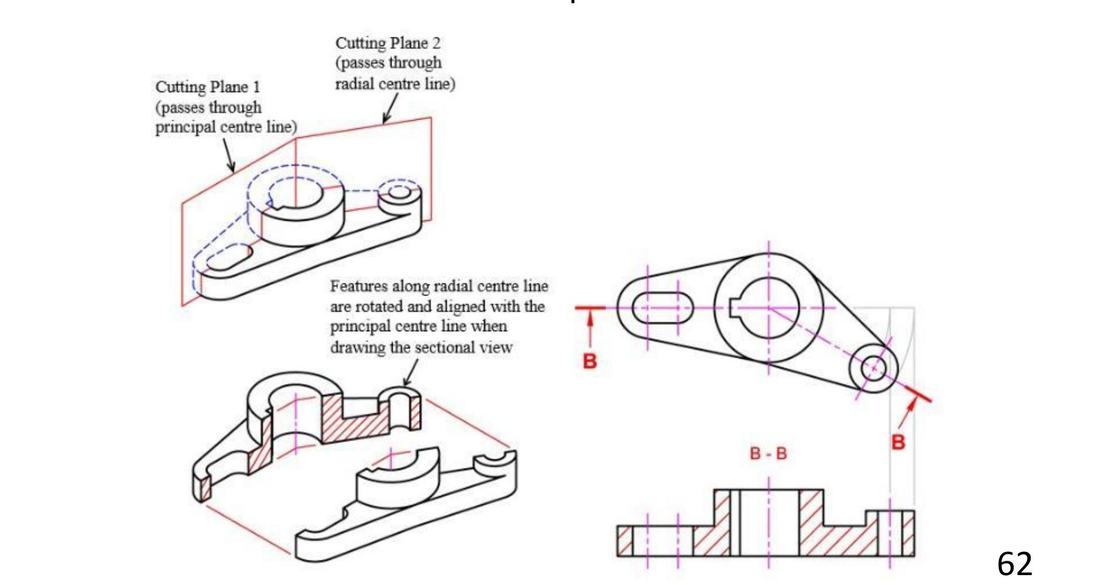 Cutting Plane 2
(passes through
radial centre line)
Cutting Plane 1
(passes through
principal centre line)
Features along radial centre line
are rotated and aligned with the
principal centre line when
drawing the sectional view
B
B
B - B
62